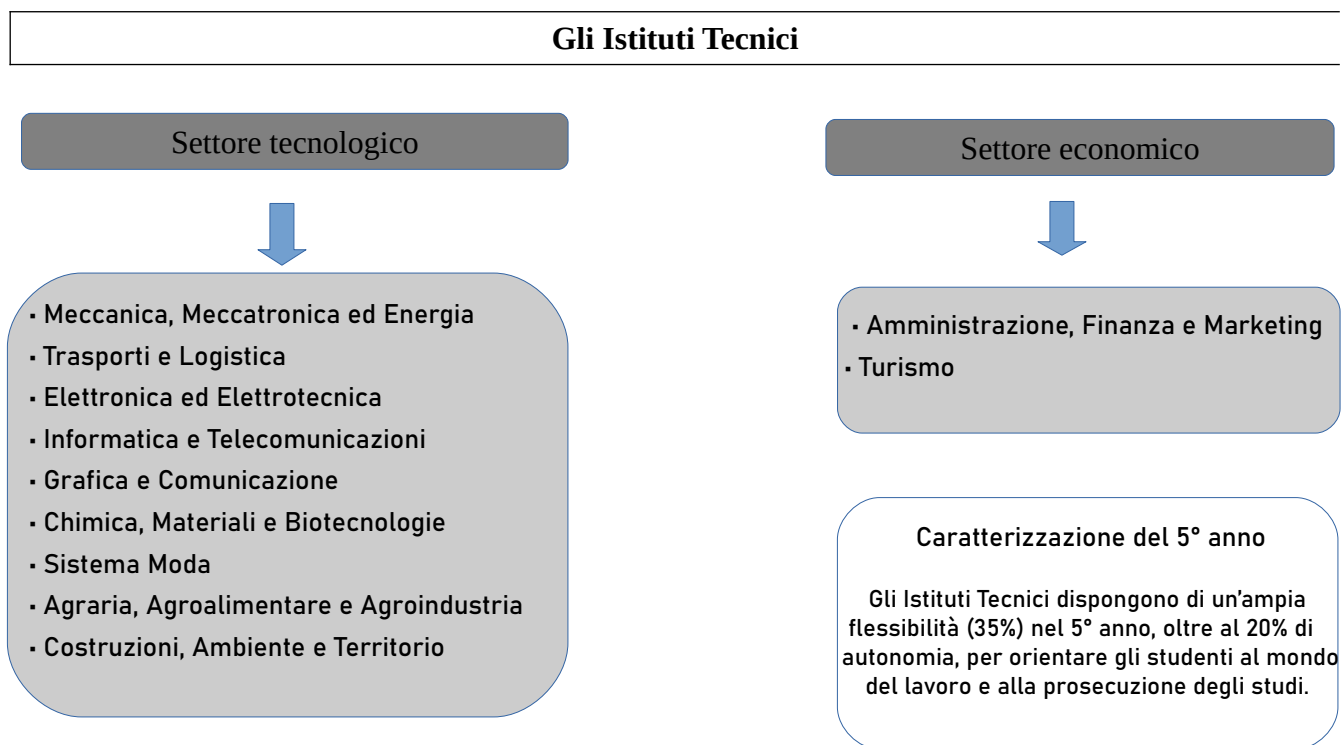 Gli Istituti Tecnici
Settore tecnologico
▪ Meccanica, Meccatronica ed Energia
▪ Trasporti e Logistica
▪ Elettronica ed Elettrotecnica
▪ Informatica e Telecomunicazioni
▪ Grafica e Comunicazione
▪ Chimica, Materiali e Biotecnologie
▪ Sistema Moda
▪ Agraria, Agroalimentare e Agroindustria
▪ Costruzioni, Ambiente e Territorio
Settore economico
▪ Amministrazione, Finanza e Marketing
▪ Turismo
Caratterizzazione del 5° anno
Gli Istituti Tecnici dispongono di un’ampia
flessibilità (35%) nel 5° anno, oltre al 20% di
autonomia, per orientare gli studenti al mondo
del lavoro e alla prosecuzione degli studi.